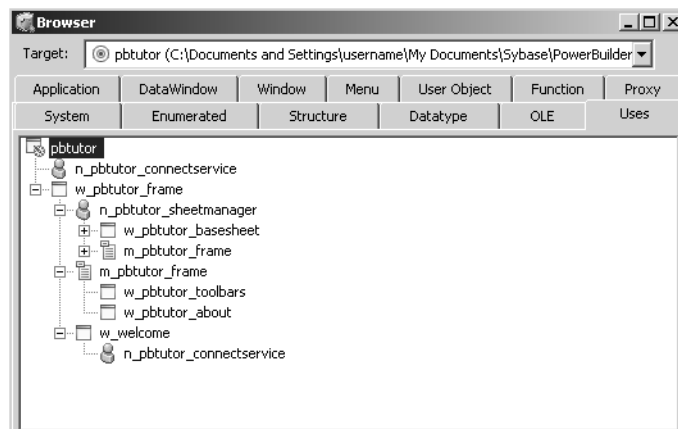 Browser
Target: pbtutor (C:\Documents and Settings\username\My Documents\Sybase\PowerBuilder
Application DataWindow Window Menu User Object Function Proxy
System Enumerated Structure Datatype OLE Uses
pbtutor
n_pbtutor_connectservice
w_pbtutor_frame
n_pbtutor_sheetmanager
w_pbtutor_basesheet
m_pbtutor_frame
m_pbtutor_frame
w_pbtutor_toolbars
w_pbtutor_about
w_welcome
n_pbtutor_connectservice